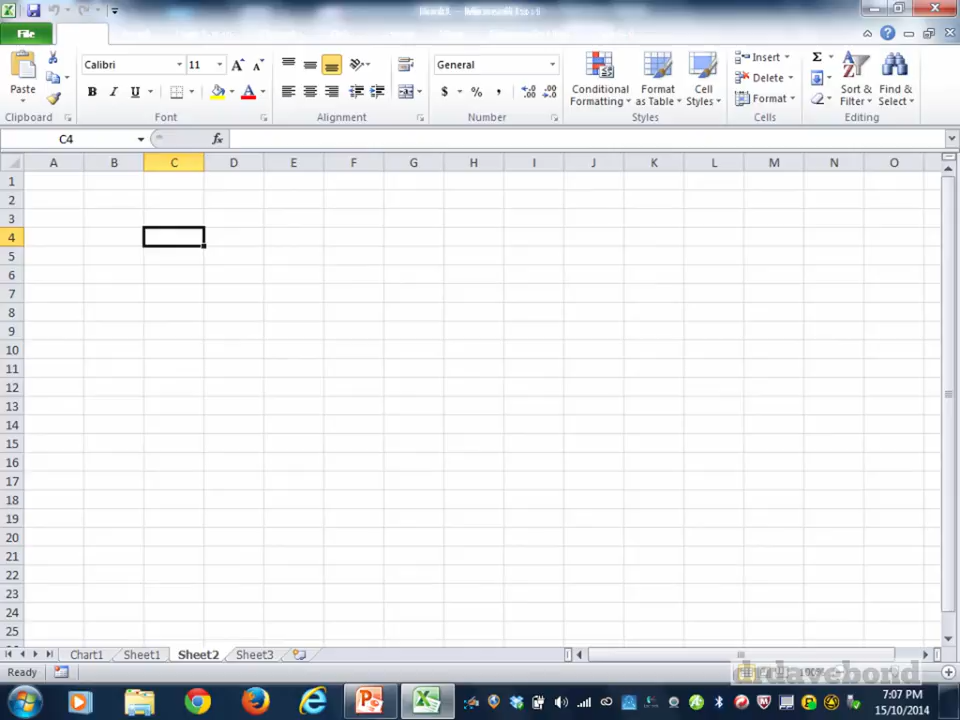 File
Calibri 11 General Insert Σ
Paste B I U A $ % , Conditional Formatting Format as Table Cell Styles Delete Format Sort & Filter Find & Select
Clipboard Font Alignment Number Styles Cells Editing
C4 fx
A B C D E F G H I J K L M N O
1
2
3
4
5
6
7
8
9
10
11
12
13
14
15
16
17
18
19
20
21
22
23
24
25
Chart1 Sheet1 Sheet2 Sheet3
Ready 100%
drdavebond
7:07 PM
15/10/2014